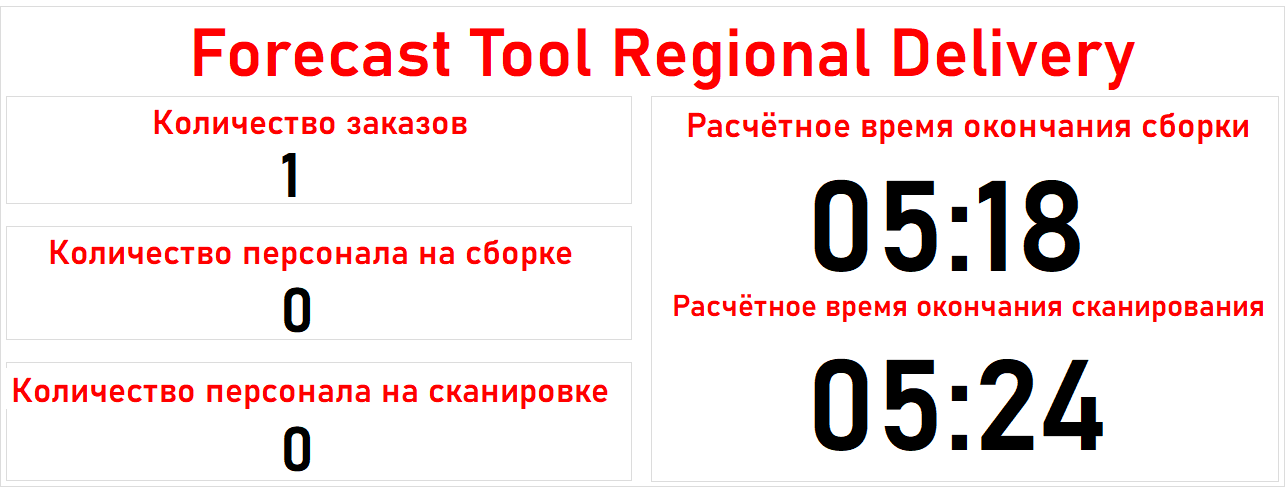 Forecast Tool Regional Delivery
Количество заказов
1
Количество персонала на сборке
0
Количество персонала на сканировке
0
Расчётное время окончания сборки
05:18
Расчётное время окончания сканирования
05:24